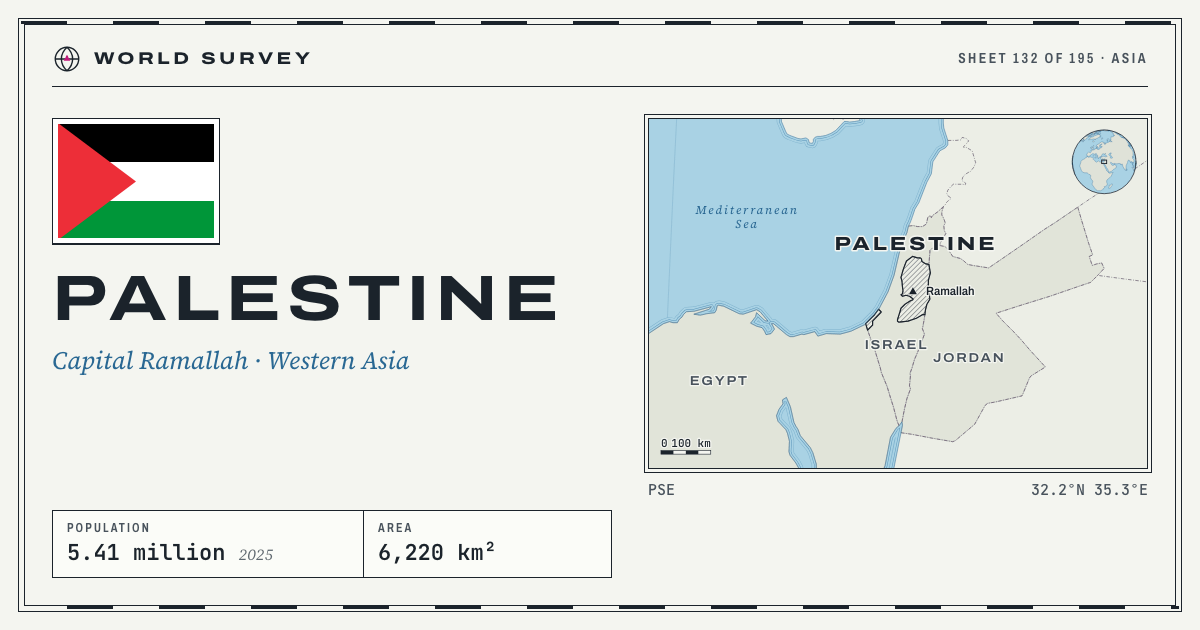 WORLD SURVEY
SHEET 132 OF 195 · ASIA
PALESTINE
Capital Ramallah · Western Asia
POPULATION
5.41 million 2025
AREA
6,220 km²
Mediterranean
Sea
PALESTINE
Ramallah
ISRAEL
JORDAN
EGYPT
0 100 km
PSE
32.2°N 35.3°E